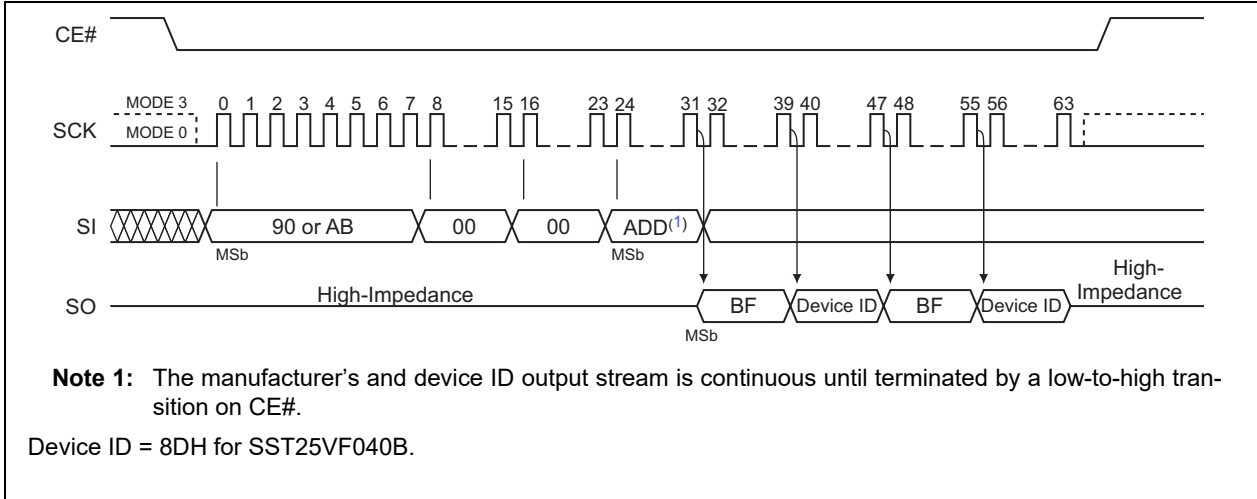 CE#
MODE 3 0 1 2 3 4 5 6 7 8 15 16 23 24 31 32 39 40 47 48 55 56 63
SCK MODE 0
SI 90 or AB 00 00 ADD(1)
MSb MSb
High-Impedance High-
Impedance
SO BF Device ID BF Device ID
MSb
Note 1: The manufacturer's and device ID output stream is continuous until terminated by a low-to-high tran-
sition on CE#.
Device ID = 8DH for SST25VF040B.